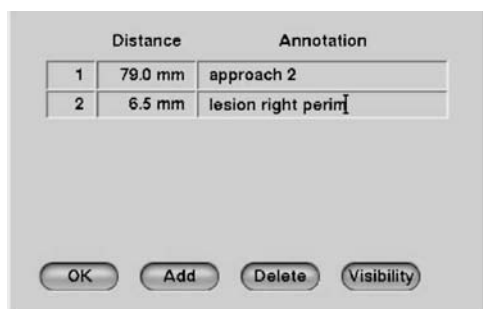 Distance Annotation
1 79.0 mm approach 2
2 6.5 mm lesion right perim
OK Add Delete Visibility